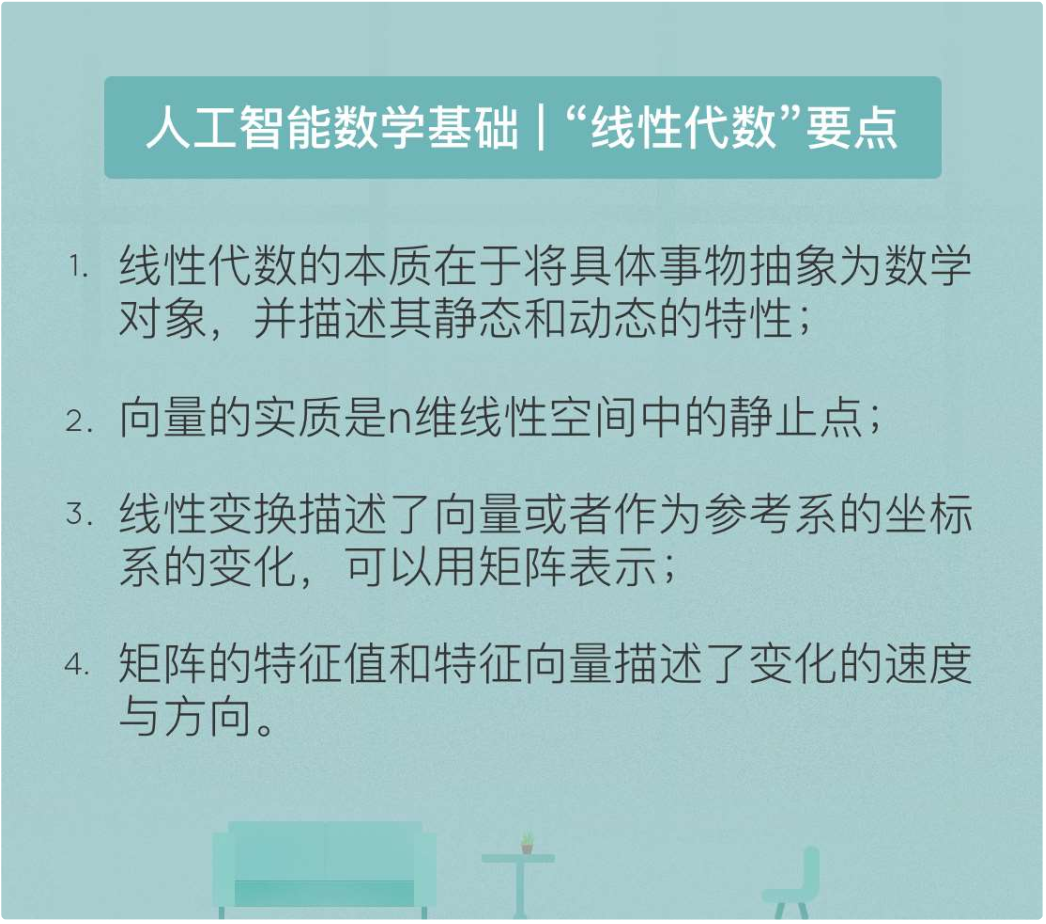 人工智能数学基础 | “线性代数”要点
1. 线性代数的本质在于将具体事物抽象为数学
对象，并描述其静态和动态的特性；
2. 向量的实质是n维线性空间中的静止点；
3. 线性变换描述了向量或者作为参考系的坐标
系的变化，可以用矩阵表示；
4. 矩阵的特征值和特征向量描述了变化的速度
与方向。